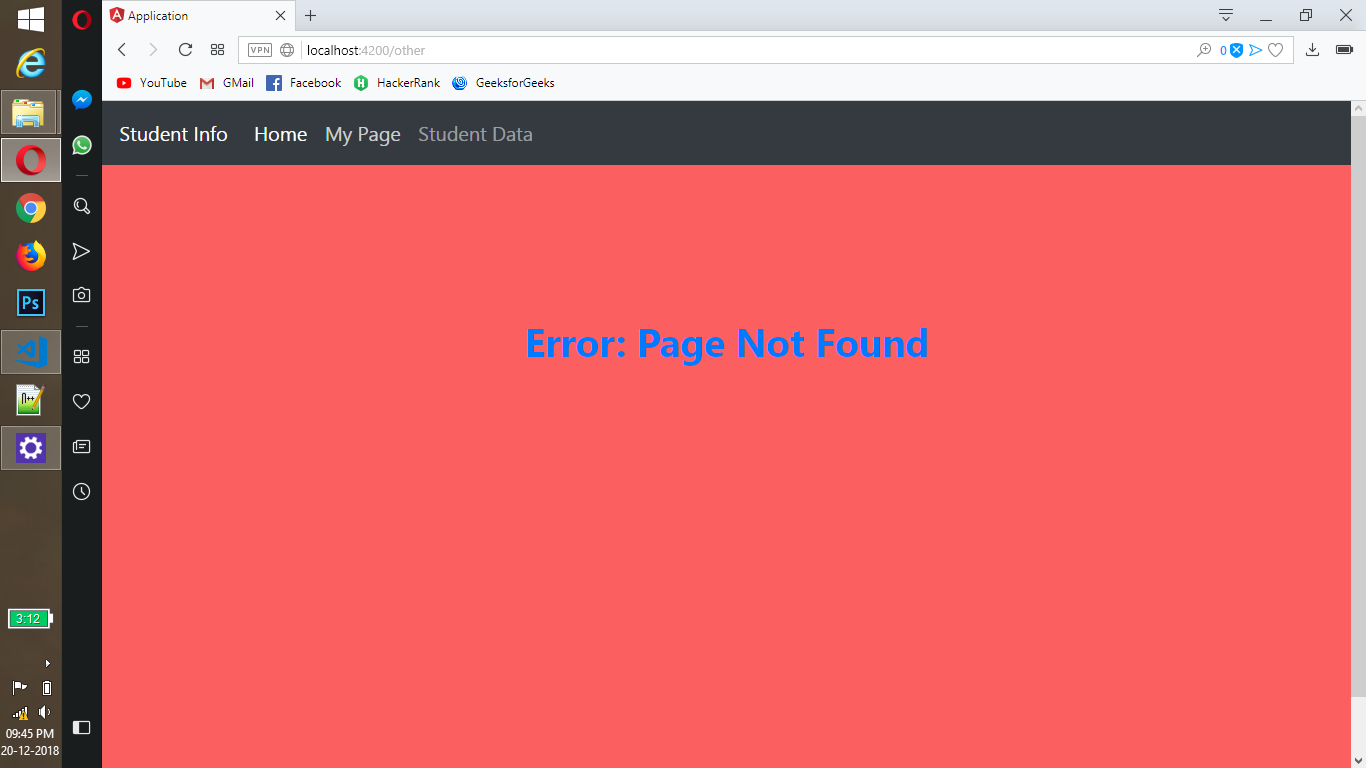 Application
VPN localhost:4200/other 0
YouTube GMail Facebook HackerRank GeeksforGeeks
Student Info Home My Page Student Data
Error: Page Not Found
Ps
3:12
09:45 PM
20-12-2018